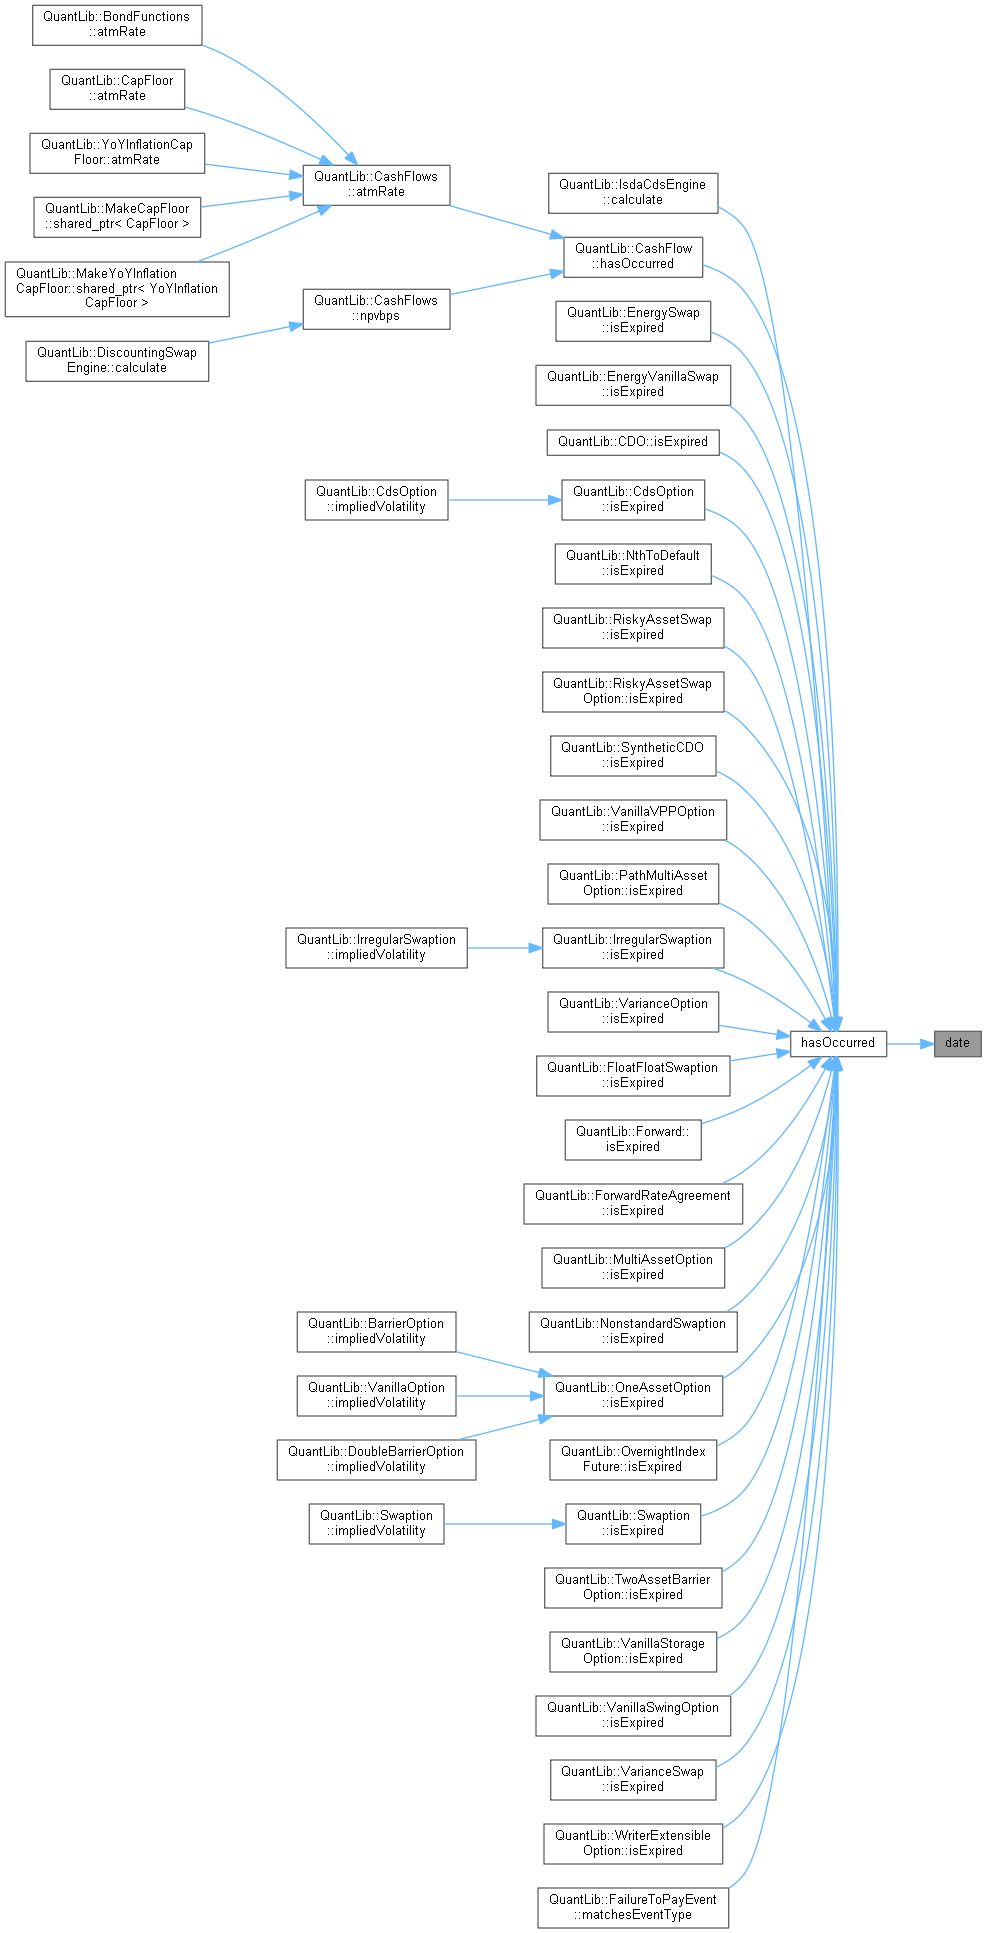 QuantLib::BondFunctions
::atmRate
QuantLib::CapFloor
::atmRate
QuantLib::YoYInflationCap
Floor::atmRate
QuantLib::MakeCapFloor
::shared_ptr< CapFloor >
QuantLib::MakeYoYInflation
CapFloor::shared_ptr< YoYInflation
CapFloor >
QuantLib::DiscountingSwap
Engine::calculate
QuantLib::CashFlows
::atmRate
QuantLib::CashFlows
::npvbps
QuantLib::IsdaCdsEngine
::calculate
QuantLib::CashFlow
::hasOccurred
QuantLib::EnergySwap
::isExpired
QuantLib::EnergyVanillaSwap
::isExpired
QuantLib::CDO::isExpired
QuantLib::CdsOption
::impliedVolatility
QuantLib::CdsOption
::isExpired
QuantLib::NthToDefault
::isExpired
QuantLib::RiskyAssetSwap
::isExpired
QuantLib::RiskyAssetSwap
Option::isExpired
QuantLib::SyntheticCDO
::isExpired
QuantLib::VanillaVPPOption
::isExpired
QuantLib::PathMultiAsset
Option::isExpired
QuantLib::IrregularSwaption
::impliedVolatility
QuantLib::IrregularSwaption
::isExpired
QuantLib::VarianceOption
::isExpired
hasOccurred
date
QuantLib::FloatFloatSwaption
::isExpired
QuantLib::Forward::
isExpired
QuantLib::ForwardRateAgreement
::isExpired
QuantLib::MultiAssetOption
::isExpired
QuantLib::NonstandardSwaption
::isExpired
QuantLib::BarrierOption
::impliedVolatility
QuantLib::VanillaOption
::impliedVolatility
QuantLib::DoubleBarrierOption
::impliedVolatility
QuantLib::OneAssetOption
::isExpired
QuantLib::OvernightIndex
Future::isExpired
QuantLib::Swaption
::impliedVolatility
QuantLib::Swaption
::isExpired
QuantLib::TwoAssetBarrier
Option::isExpired
QuantLib::VanillaStorage
Option::isExpired
QuantLib::VanillaSwingOption
::isExpired
QuantLib::VarianceSwap
::isExpired
QuantLib::WriterExtensible
Option::isExpired
QuantLib::FailureToPayEvent
::matchesEventType